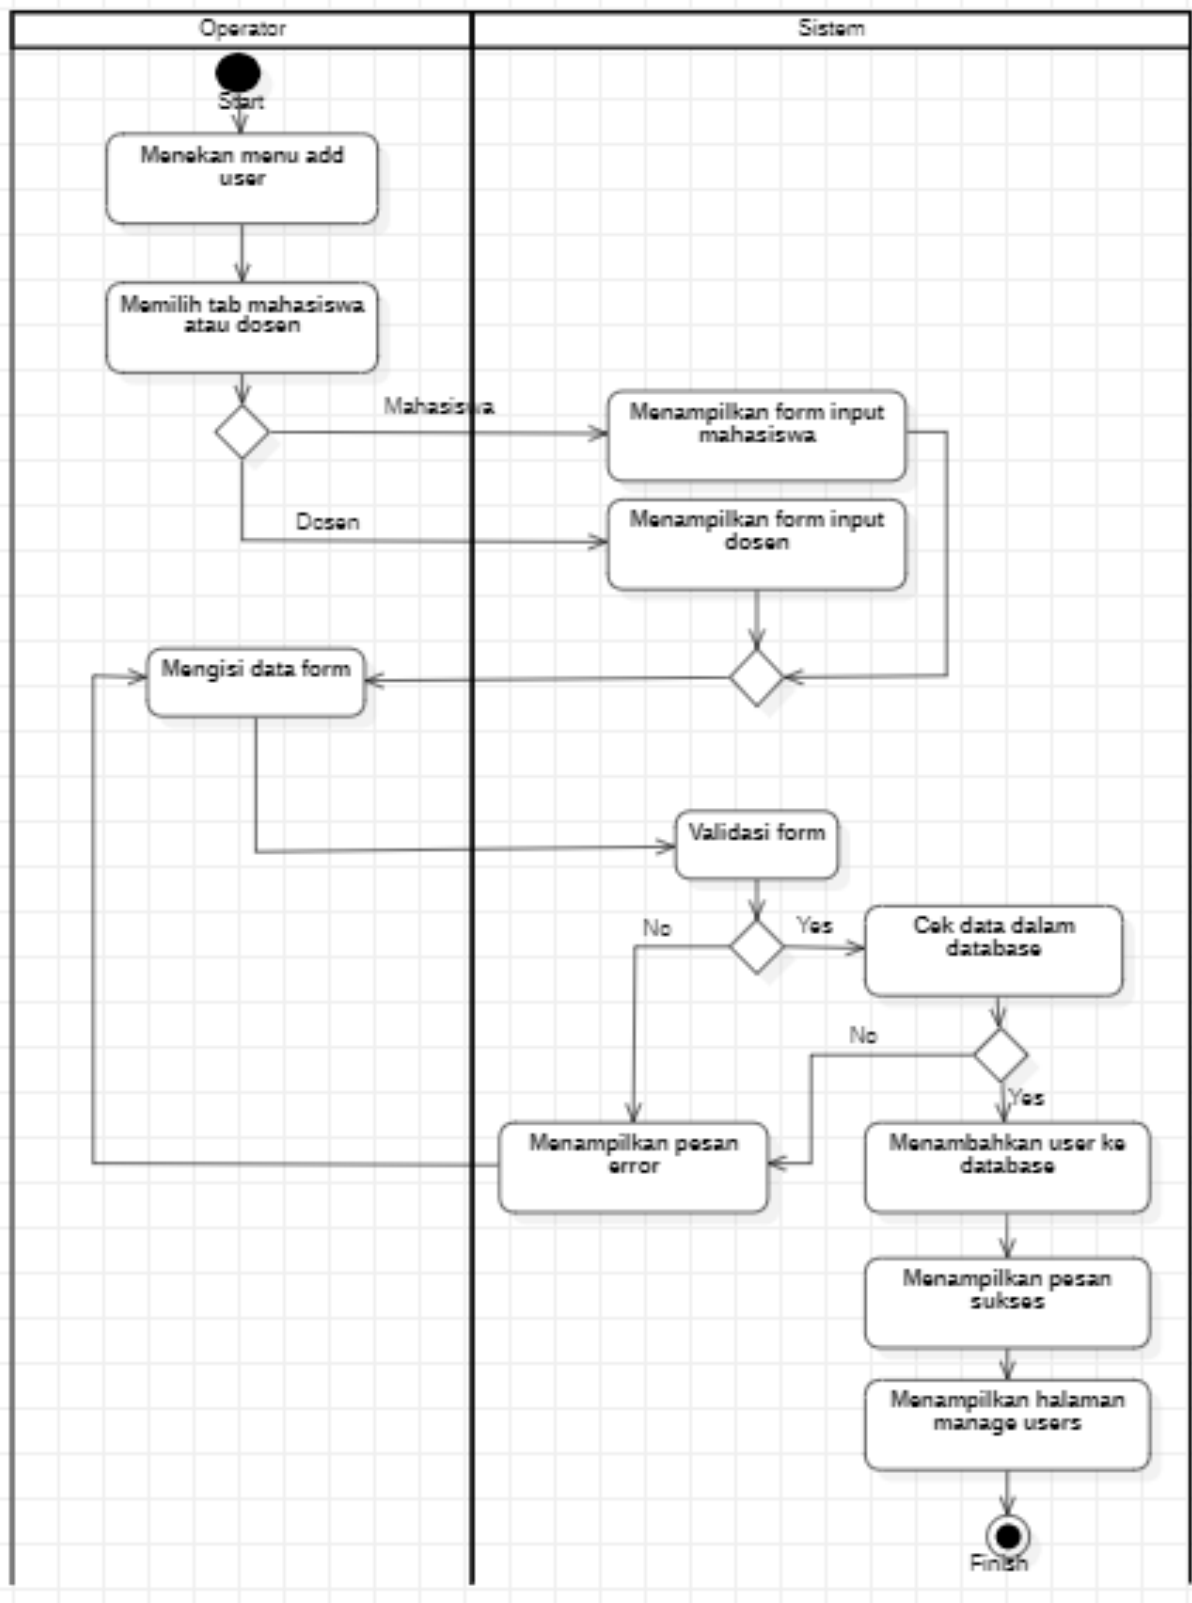 Operator
Sistem
Start
Menekan menu add
user
Memilih tab mahasiswa
atau dosen
Mahasiswa
Menampilkan form input
mahasiswa
Dosen
Menampilkan form input
dosen
Mengisi data form
Validasi form
No
Yes
Cek data dalam
database
No
Yes
Menampilkan pesan
error
Menambahkan user ke
database
Menampilkan pesan
sukses
Menampilkan halaman
manage users
Finish